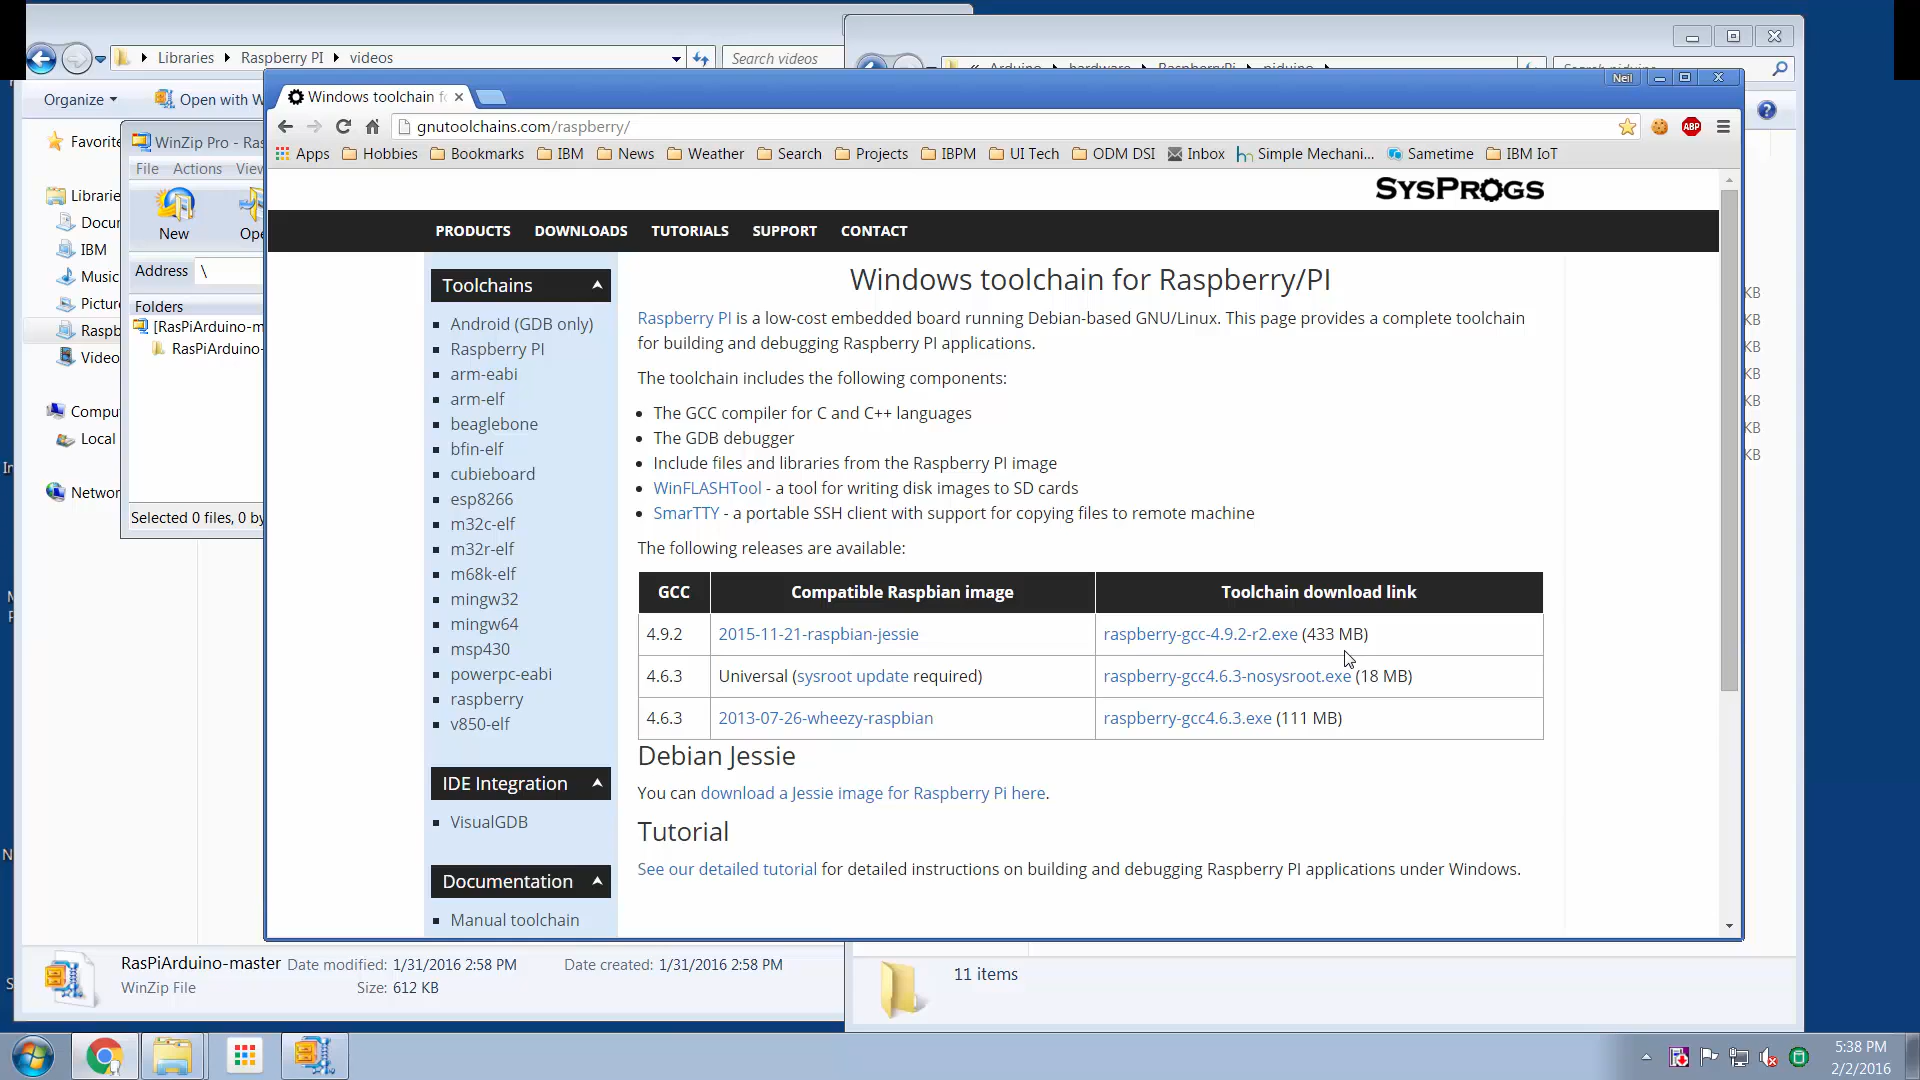 Libraries Raspberry PI videos
Search videos
Organize
Open with W
Favorite
Librarie
Docu
IBM
Music
Pictur
Raspb
Video
Compu
Local
Networ
WinZip Pro - Ras
File Actions View
New
Ope
Address \
Folders
[RasPiArduino-m
RasPiArduino-
Selected 0 files, 0 by
Neil
Windows toolchain f
gnutoolchains.com/raspberry/
ABP
Apps Hobbies Bookmarks IBM News Weather Search Projects IBPM UI Tech ODM DSI Inbox Simple Mechani... Sametime IBM IoT
SYSPROGS
PRODUCTS DOWNLOADS TUTORIALS SUPPORT CONTACT
Toolchains
Android (GDB only)
Raspberry PI
arm-eabi
arm-elf
beaglebone
bfin-elf
cubieboard
esp8266
m32c-elf
m32r-elf
m68k-elf
mingw32
mingw64
msp430
powerpc-eabi
raspberry
v850-elf
IDE Integration
VisualGDB
Documentation
Manual toolchain
Windows toolchain for Raspberry/PI
Raspberry PI is a low-cost embedded board running Debian-based GNU/Linux. This page provides a complete toolchain
for building and debugging Raspberry PI applications.
The toolchain includes the following components:
The GCC compiler for C and C++ languages
The GDB debugger
Include files and libraries from the Raspberry PI image
WinFLASHTool - a tool for writing disk images to SD cards
SmarTTY - a portable SSH client with support for copying files to remote machine
The following releases are available:
GCC Compatible Raspbian image Toolchain download link
4.9.2 2015-11-21-raspbian-jessie raspberry-gcc-4.9.2-r2.exe (433 MB)
4.6.3 Universal (sysroot update required) raspberry-gcc4.6.3-nosysroot.exe (18 MB)
4.6.3 2013-07-26-wheezy-raspbian raspberry-gcc4.6.3.exe (111 MB)
Debian Jessie
You can download a Jessie image for Raspberry Pi here.
Tutorial
See our detailed tutorial for detailed instructions on building and debugging Raspberry PI applications under Windows.
KB
KB
KB
KB
KB
KB
KB
RasPiArduino-master Date modified: 1/31/2016 2:58 PM Date created: 1/31/2016 2:58 PM
WinZip File Size: 612 KB
11 items
5:38 PM
2/2/2016